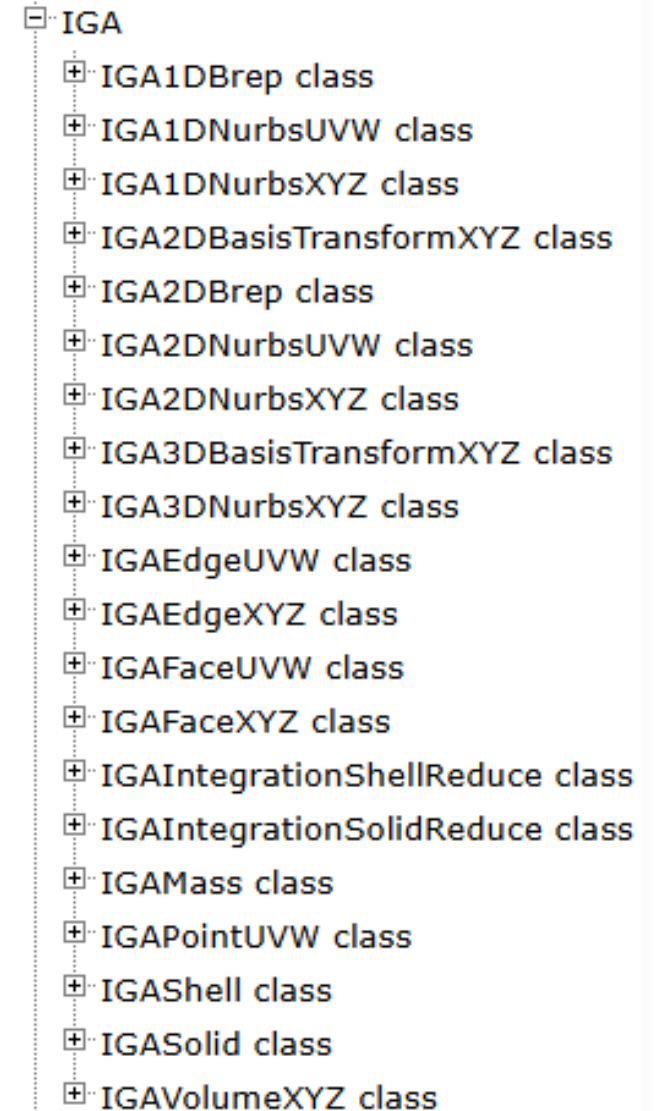 IGA
IGA1DBrep class
IGA1DNurbsUVW class
IGA1DNurbsXYZ class
IGA2DBasisTransformXYZ class
IGA2DBrep class
IGA2DNurbsUVW class
IGA2DNurbsXYZ class
IGA3DBasisTransformXYZ class
IGA3DNurbsXYZ class
IGAEdgeUVW class
IGAEdgeXYZ class
IGAFaceUVW class
IGAFaceXYZ class
IGAIntegrationShellReduce class
IGAIntegrationSolidReduce class
IGAMass class
IGAPointUVW class
IGAShell class
IGASolid class
IGAVolumeXYZ class